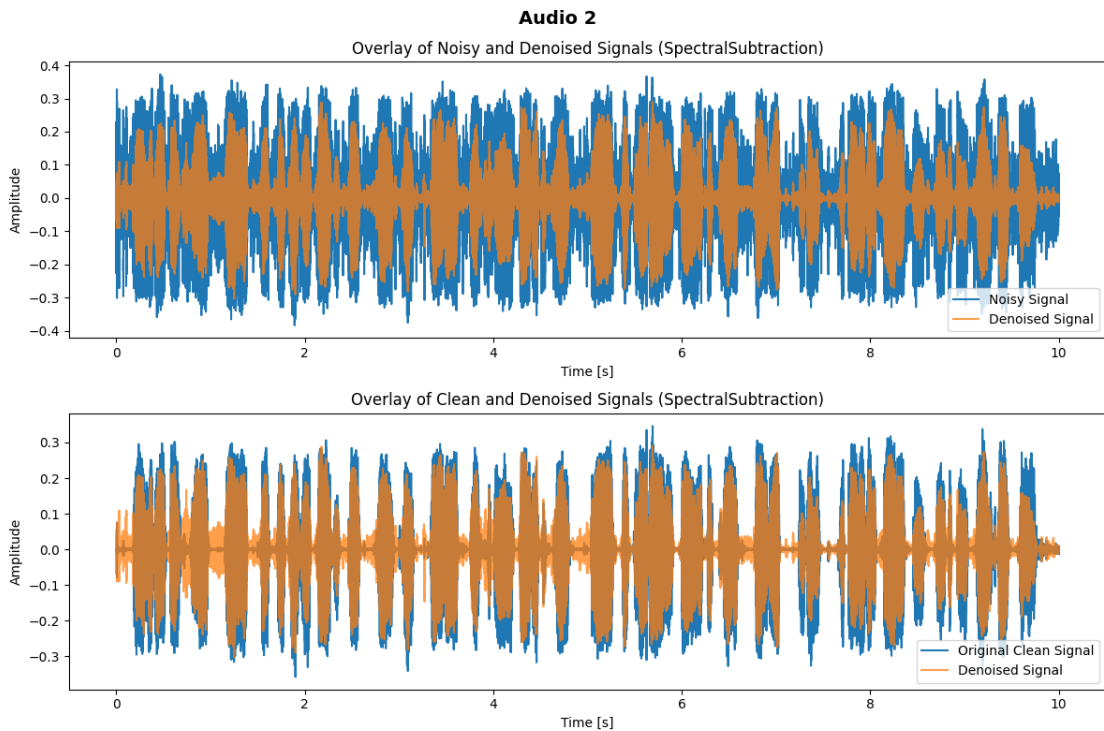 Audio 2
Overlay of Noisy and Denoised Signals (SpectralSubtraction)
0.4
0.3
0.2
0.1
0.0
−0.1
−0.2
−0.3
−0.4
Amplitude
Noisy Signal
Denoised Signal
0
2
4
6
8
10
Time [s]
Overlay of Clean and Denoised Signals (SpectralSubtraction)
0.3
0.2
0.1
0.0
−0.1
−0.2
−0.3
Amplitude
Original Clean Signal
Denoised Signal
0
2
4
6
8
10
Time [s]